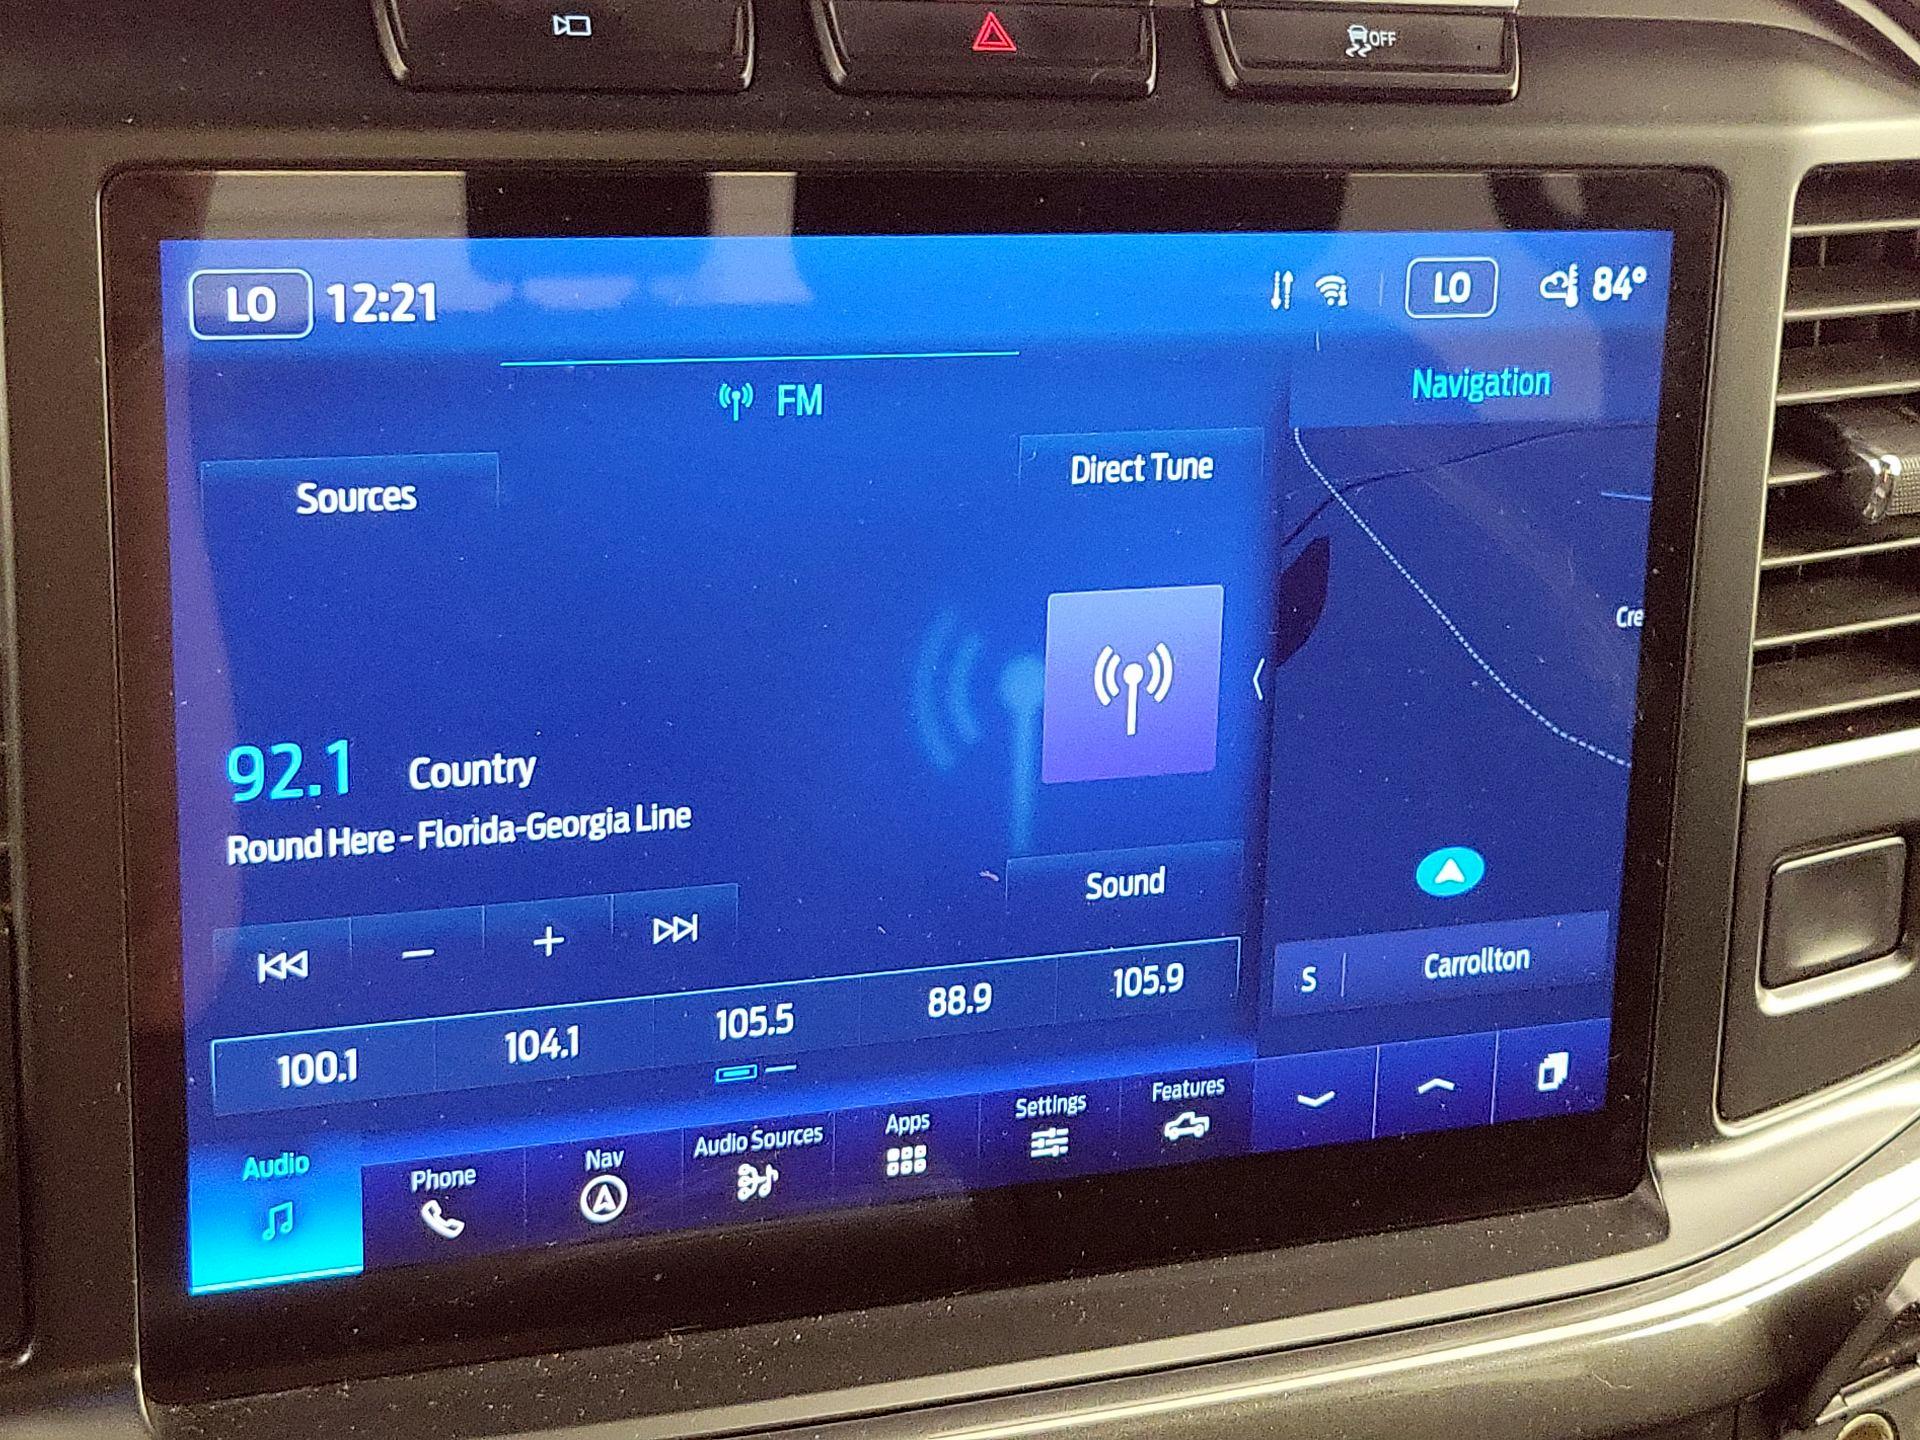 OFF
LO 12:21
LO 84°
FM
Navigation
Sources
Direct Tune
Cre
92.1 Country
Round Here - Florida-Georgia Line
Sound
S Carrollton
100.1 104.1 105.5 88.9 105.9
Audio Phone Nav Audio Sources Apps Settings Features